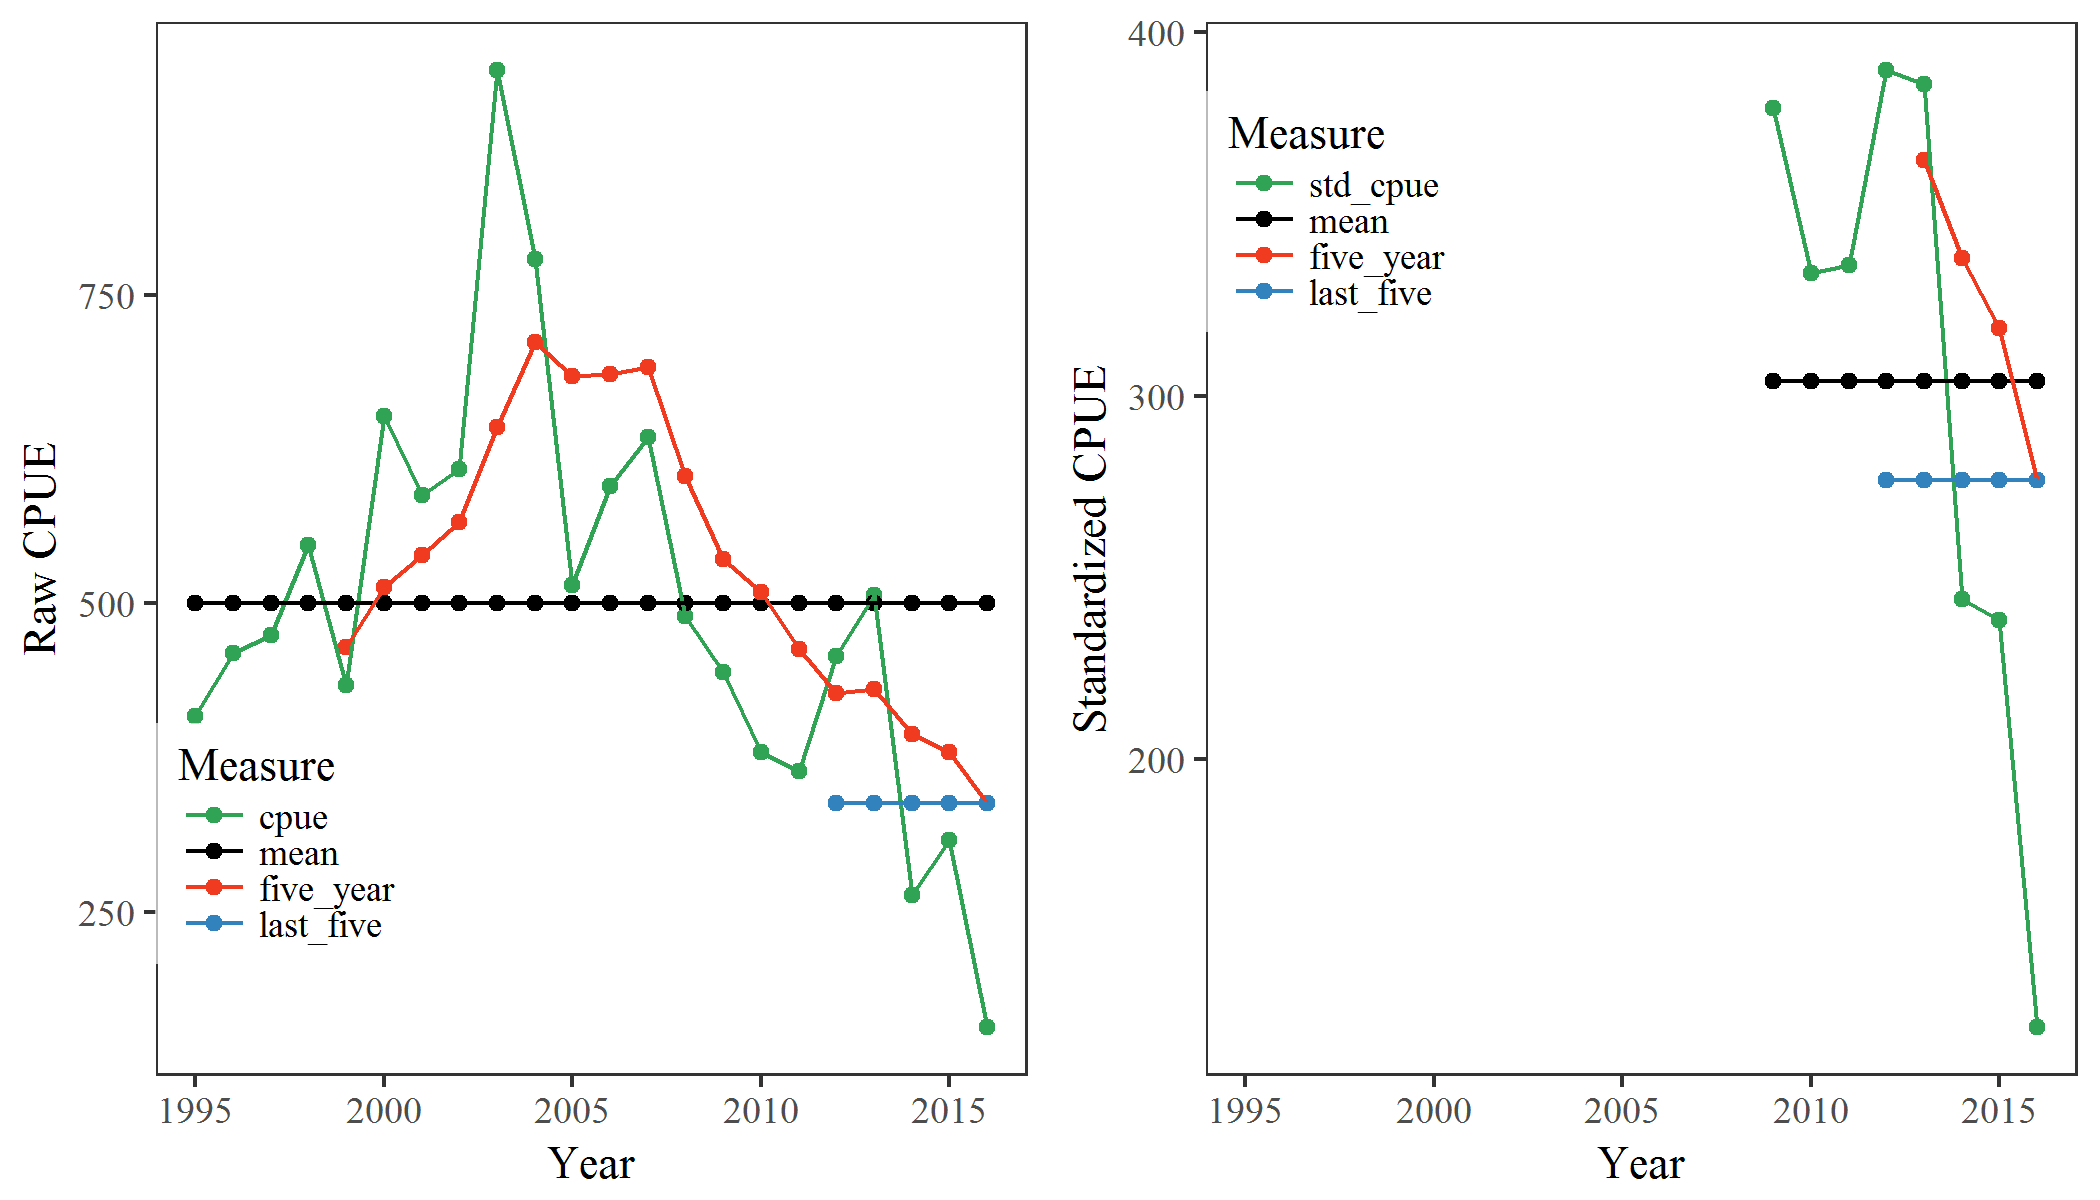 Raw CPUE
750
500
250
Measure
cpue
mean
five_year
last_five
1995 2000 2005 2010 2015
Year
Standardized CPUE
400
300
200
Measure
std_cpue
mean
five_year
last_five
1995 2000 2005 2010 2015
Year